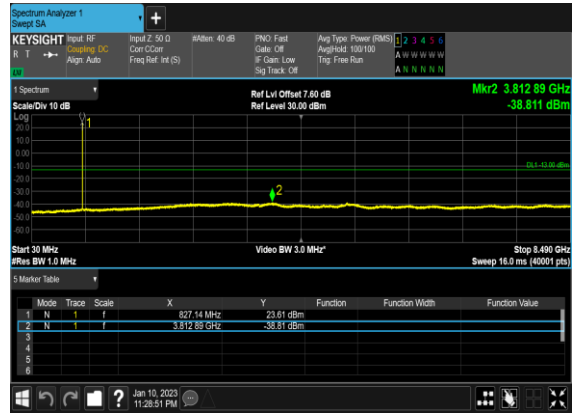 Spectrum Analyzer 1
Swept SA
+
KEYSIGHT Input: RF Input Z: 50 Ω #Atten: 40 dB PNO: Fast Avg Type: Power (RMS) 1 2 3 4 5 6
R T Coupling: DC Corr CCorr Gate: Off Avg|Hold: 100/100 A W W W W W
Align: Auto Freq Ref: Int (S) IF Gain: Low Trig: Free Run
LW Sig Track: Off A N N N N N
1 Spectrum Ref Lvl Offset 7.60 dB Mkr2 3.812 89 GHz
Scale/Div 10 dB Ref Level 30.00 dBm -38.811 dBm
Log
20.0
10.0
0.00
-10.0
-20.0
-30.0
-40.0
-50.0
-60.0
1
DL1 -13.00 dBm
2
Start 30 MHz Video BW 3.0 MHz* Stop 8.490 GHz
#Res BW 1.0 MHz Sweep 16.0 ms (40001 pts)
5 Marker Table
Mode Trace Scale X Y Function Function Width Function Value
1 N 1 f 827.14 MHz 23.61 dBm
2 N 1 f 3.812 89 GHz -38.81 dBm
3
4
5
6
? Jan 10, 2023
11:28:51 PM